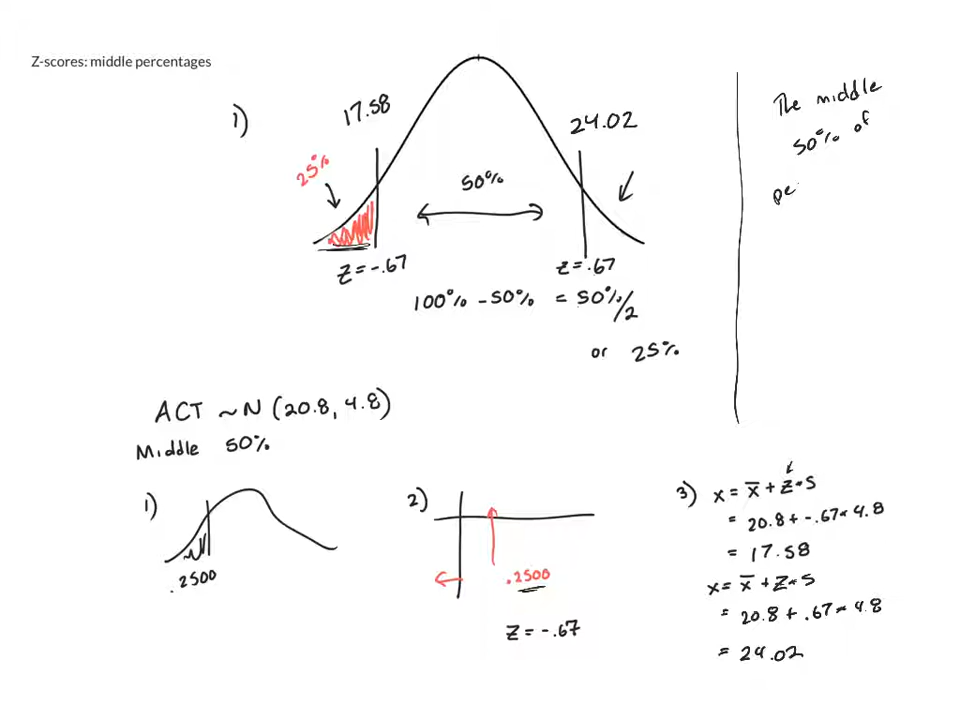 Z-scores: middle percentages
1)
17.58
24.02
25%
50%
z = -.67
z = .67
100% - 50% = 50%/2
or 25%
The middle
50% of
pe
ACT ~ N (20.8, 4.8)
Middle 50%
1)
.2500
2)
.2500
z = -.67
3) x = x̄ + z * s
= 20.8 + -.67 * 4.8
= 17.58
x = x̄ + z * s
= 20.8 + .67 * 4.8
= 24.02